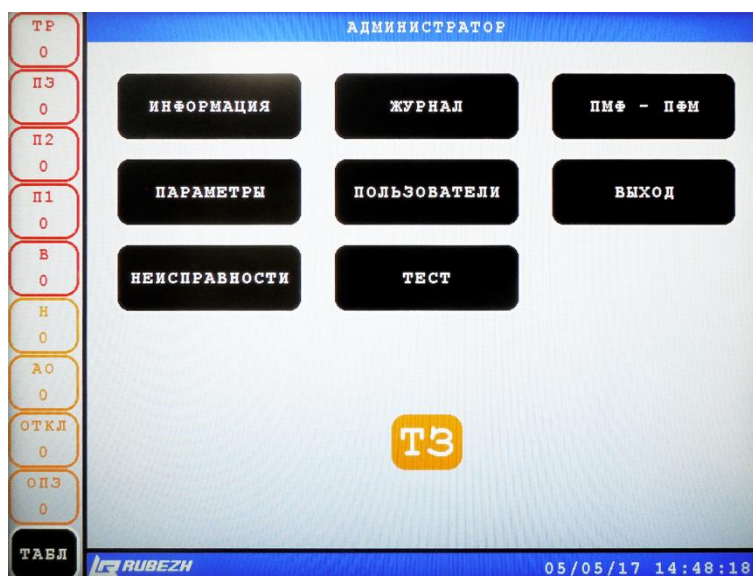 АДМИНИСТРАТОР
ТР
0
ПЗ
0
П2
0
П1
0
В
0
Н
0
АО
0
ОТКЛ
0
ОПЗ
0
ТАБЛ
ИНФОРМАЦИЯ
ЖУРНАЛ
ПМФ - ПФМ
ПАРАМЕТРЫ
ПОЛЬЗОВАТЕЛИ
ВЫХОД
НЕИСПРАВНОСТИ
ТЕСТ
ТЗ
RUBEZH
05/05/17 14:48:18